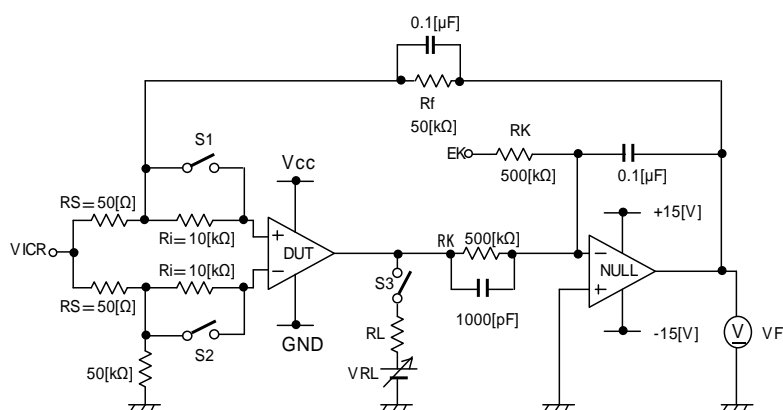 0.1[μF]
Rf
50[kΩ]
S1
Vcc
EK
RK
500[kΩ]
0.1[μF]
RS=50[Ω]
Ri=10[kΩ]
+15[V]
VICR
+
DUT
−
RK
500[kΩ]
−
NULL
+
Ri=10[kΩ]
RS=50[Ω]
S3
1000[pF]
V
VF
S2
GND
RL
-15[V]
50[kΩ]
VRL